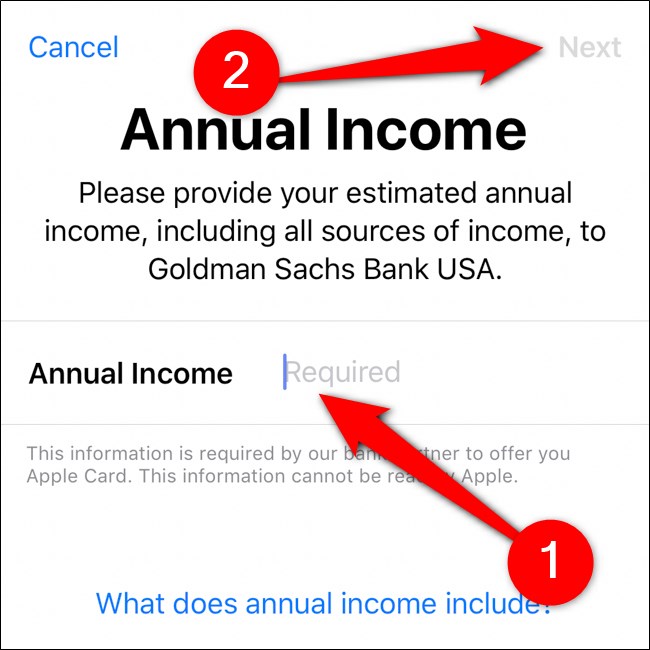 Cancel 2 Next
Annual Income
Please provide your estimated annual
income, including all sources of income, to
Goldman Sachs Bank USA.
Annual Income Required
This information is required by our ban
tner to offer you
Apple Card. This information cannot be rea
Apple.
1
What does annual income include?